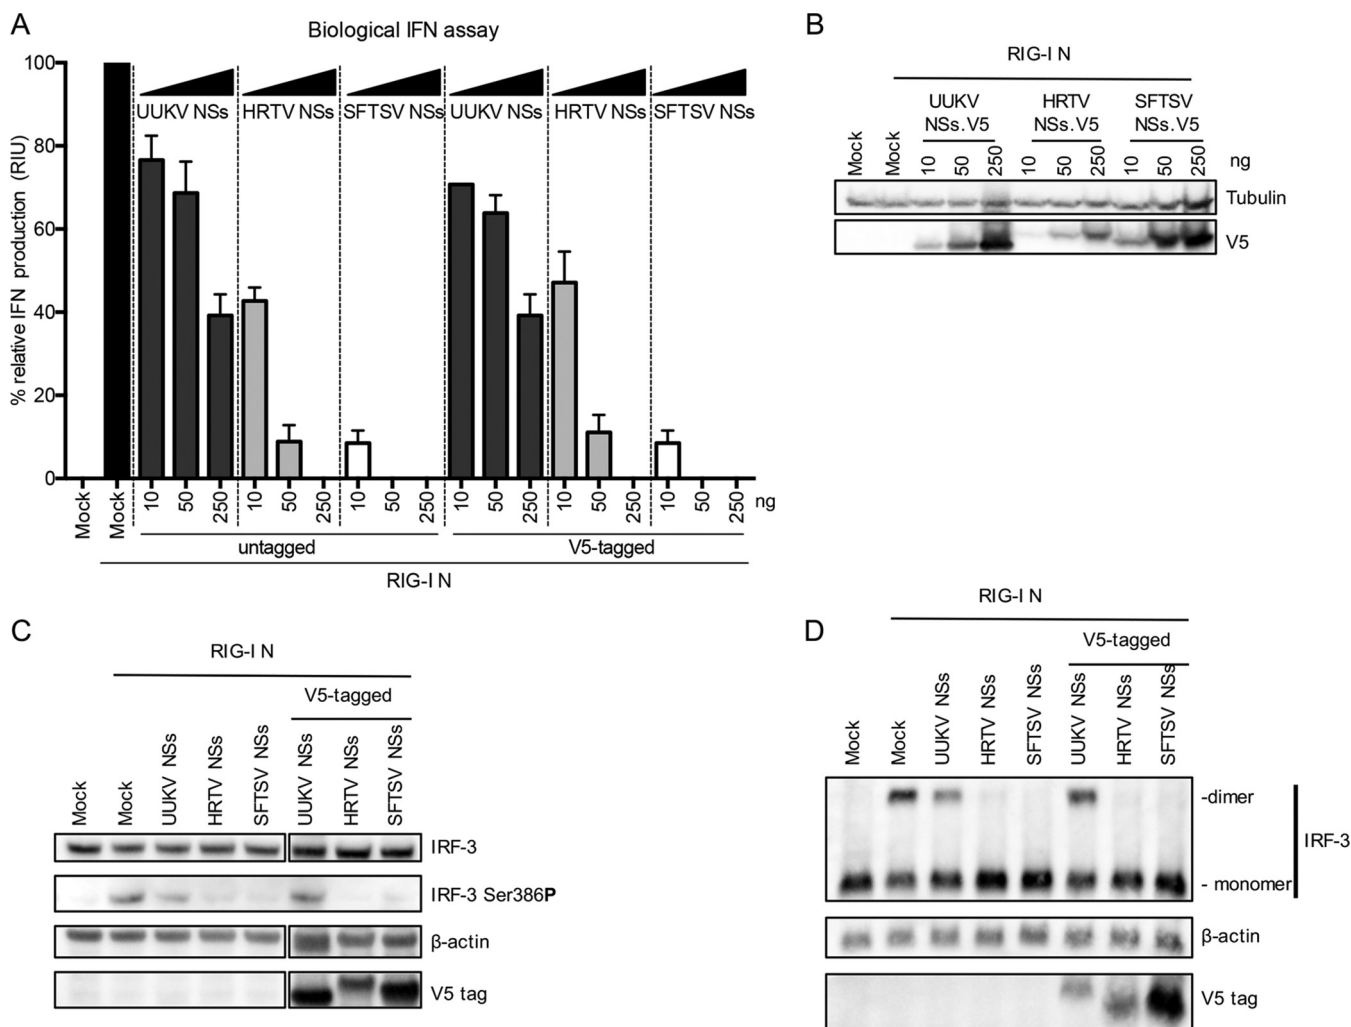 A
Biological IFN assay
% relative IFN production (RIU)
100
80
60
40
20
0
UUKV NSs HRTV NSs SFTSV NSs UUKV NSs HRTV NSs SFTSV NSs
Mock Mock 10 50 250 10 50 250 10 50 250 10 50 250 10 50 250 10 50 250 ng
untagged V5-tagged
RIG-I N
B
RIG-I N
UUKV HRTV SFTSV
NSs.V5 NSs.V5 NSs.V5
Mock Mock 10 50 250 10 50 250 10 50 250 ng
Tubulin
V5
C
RIG-I N
V5-tagged
Mock Mock UUKV NSs HRTV NSs SFTSV NSs UUKV NSs HRTV NSs SFTSV NSs
IRF-3
IRF-3 Ser386P
β-actin
V5 tag
D
RIG-I N
V5-tagged
Mock Mock UUKV NSs HRTV NSs SFTSV NSs UUKV NSs HRTV NSs SFTSV NSs
-dimer
IRF-3
- monomer
β-actin
V5 tag